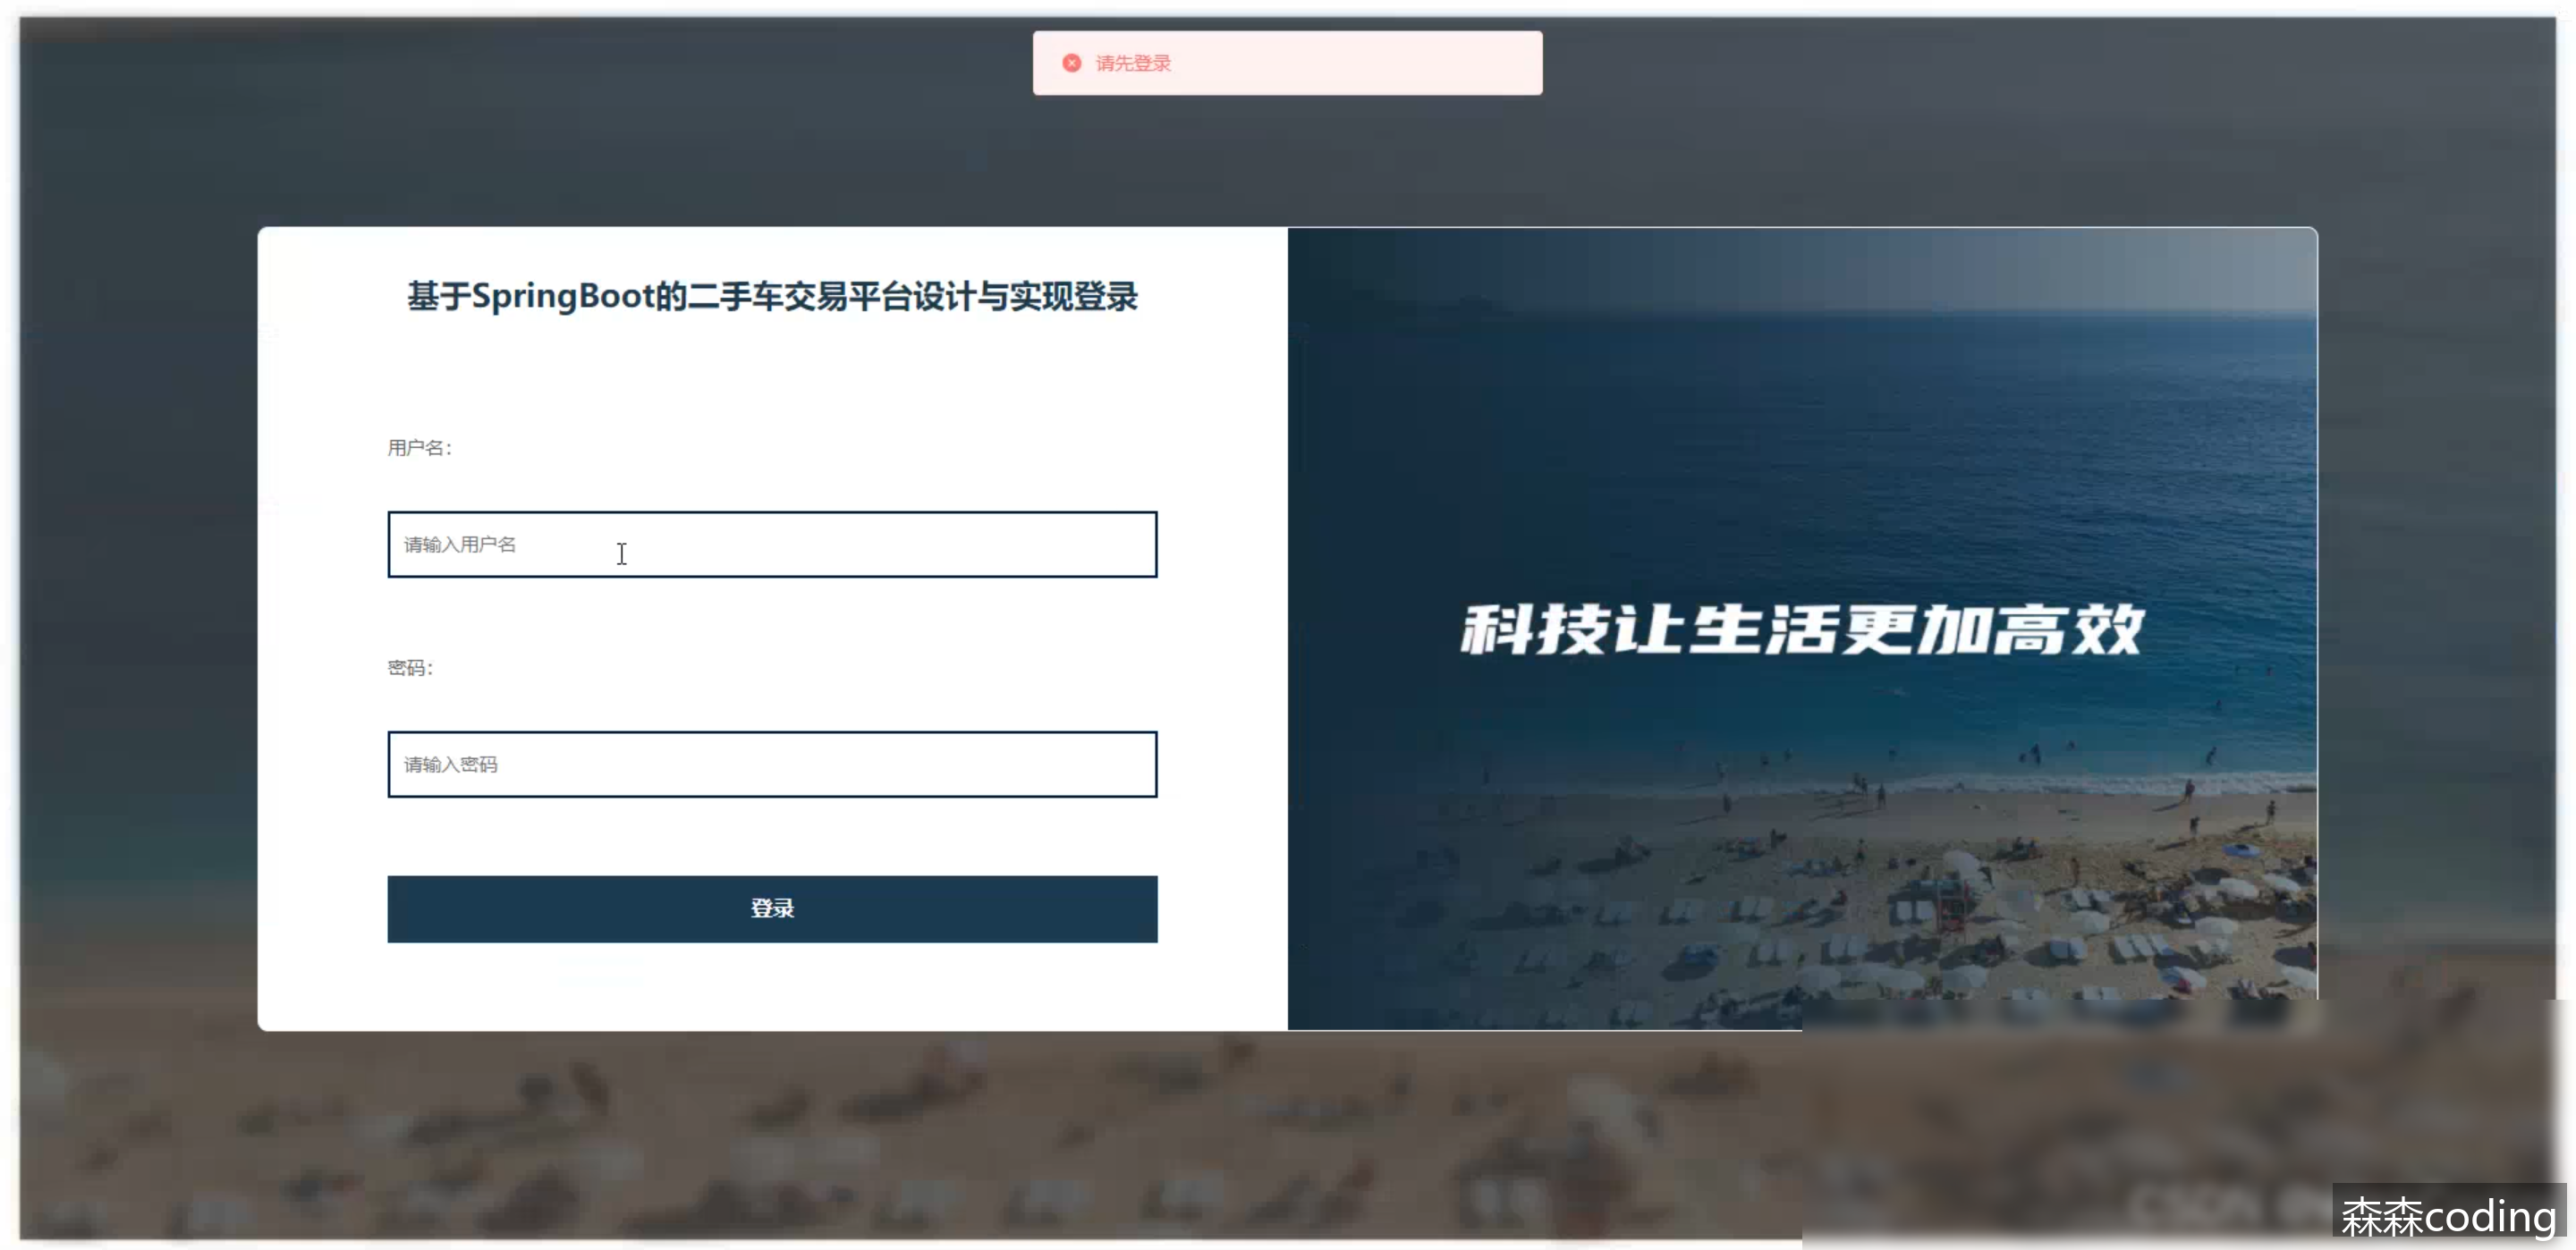 请先登录
基于SpringBoot的二手车交易平台设计与实现登录
用户名：
请输入用户名
密码：
请输入密码
登录
科技让生活更加高效
森森coding